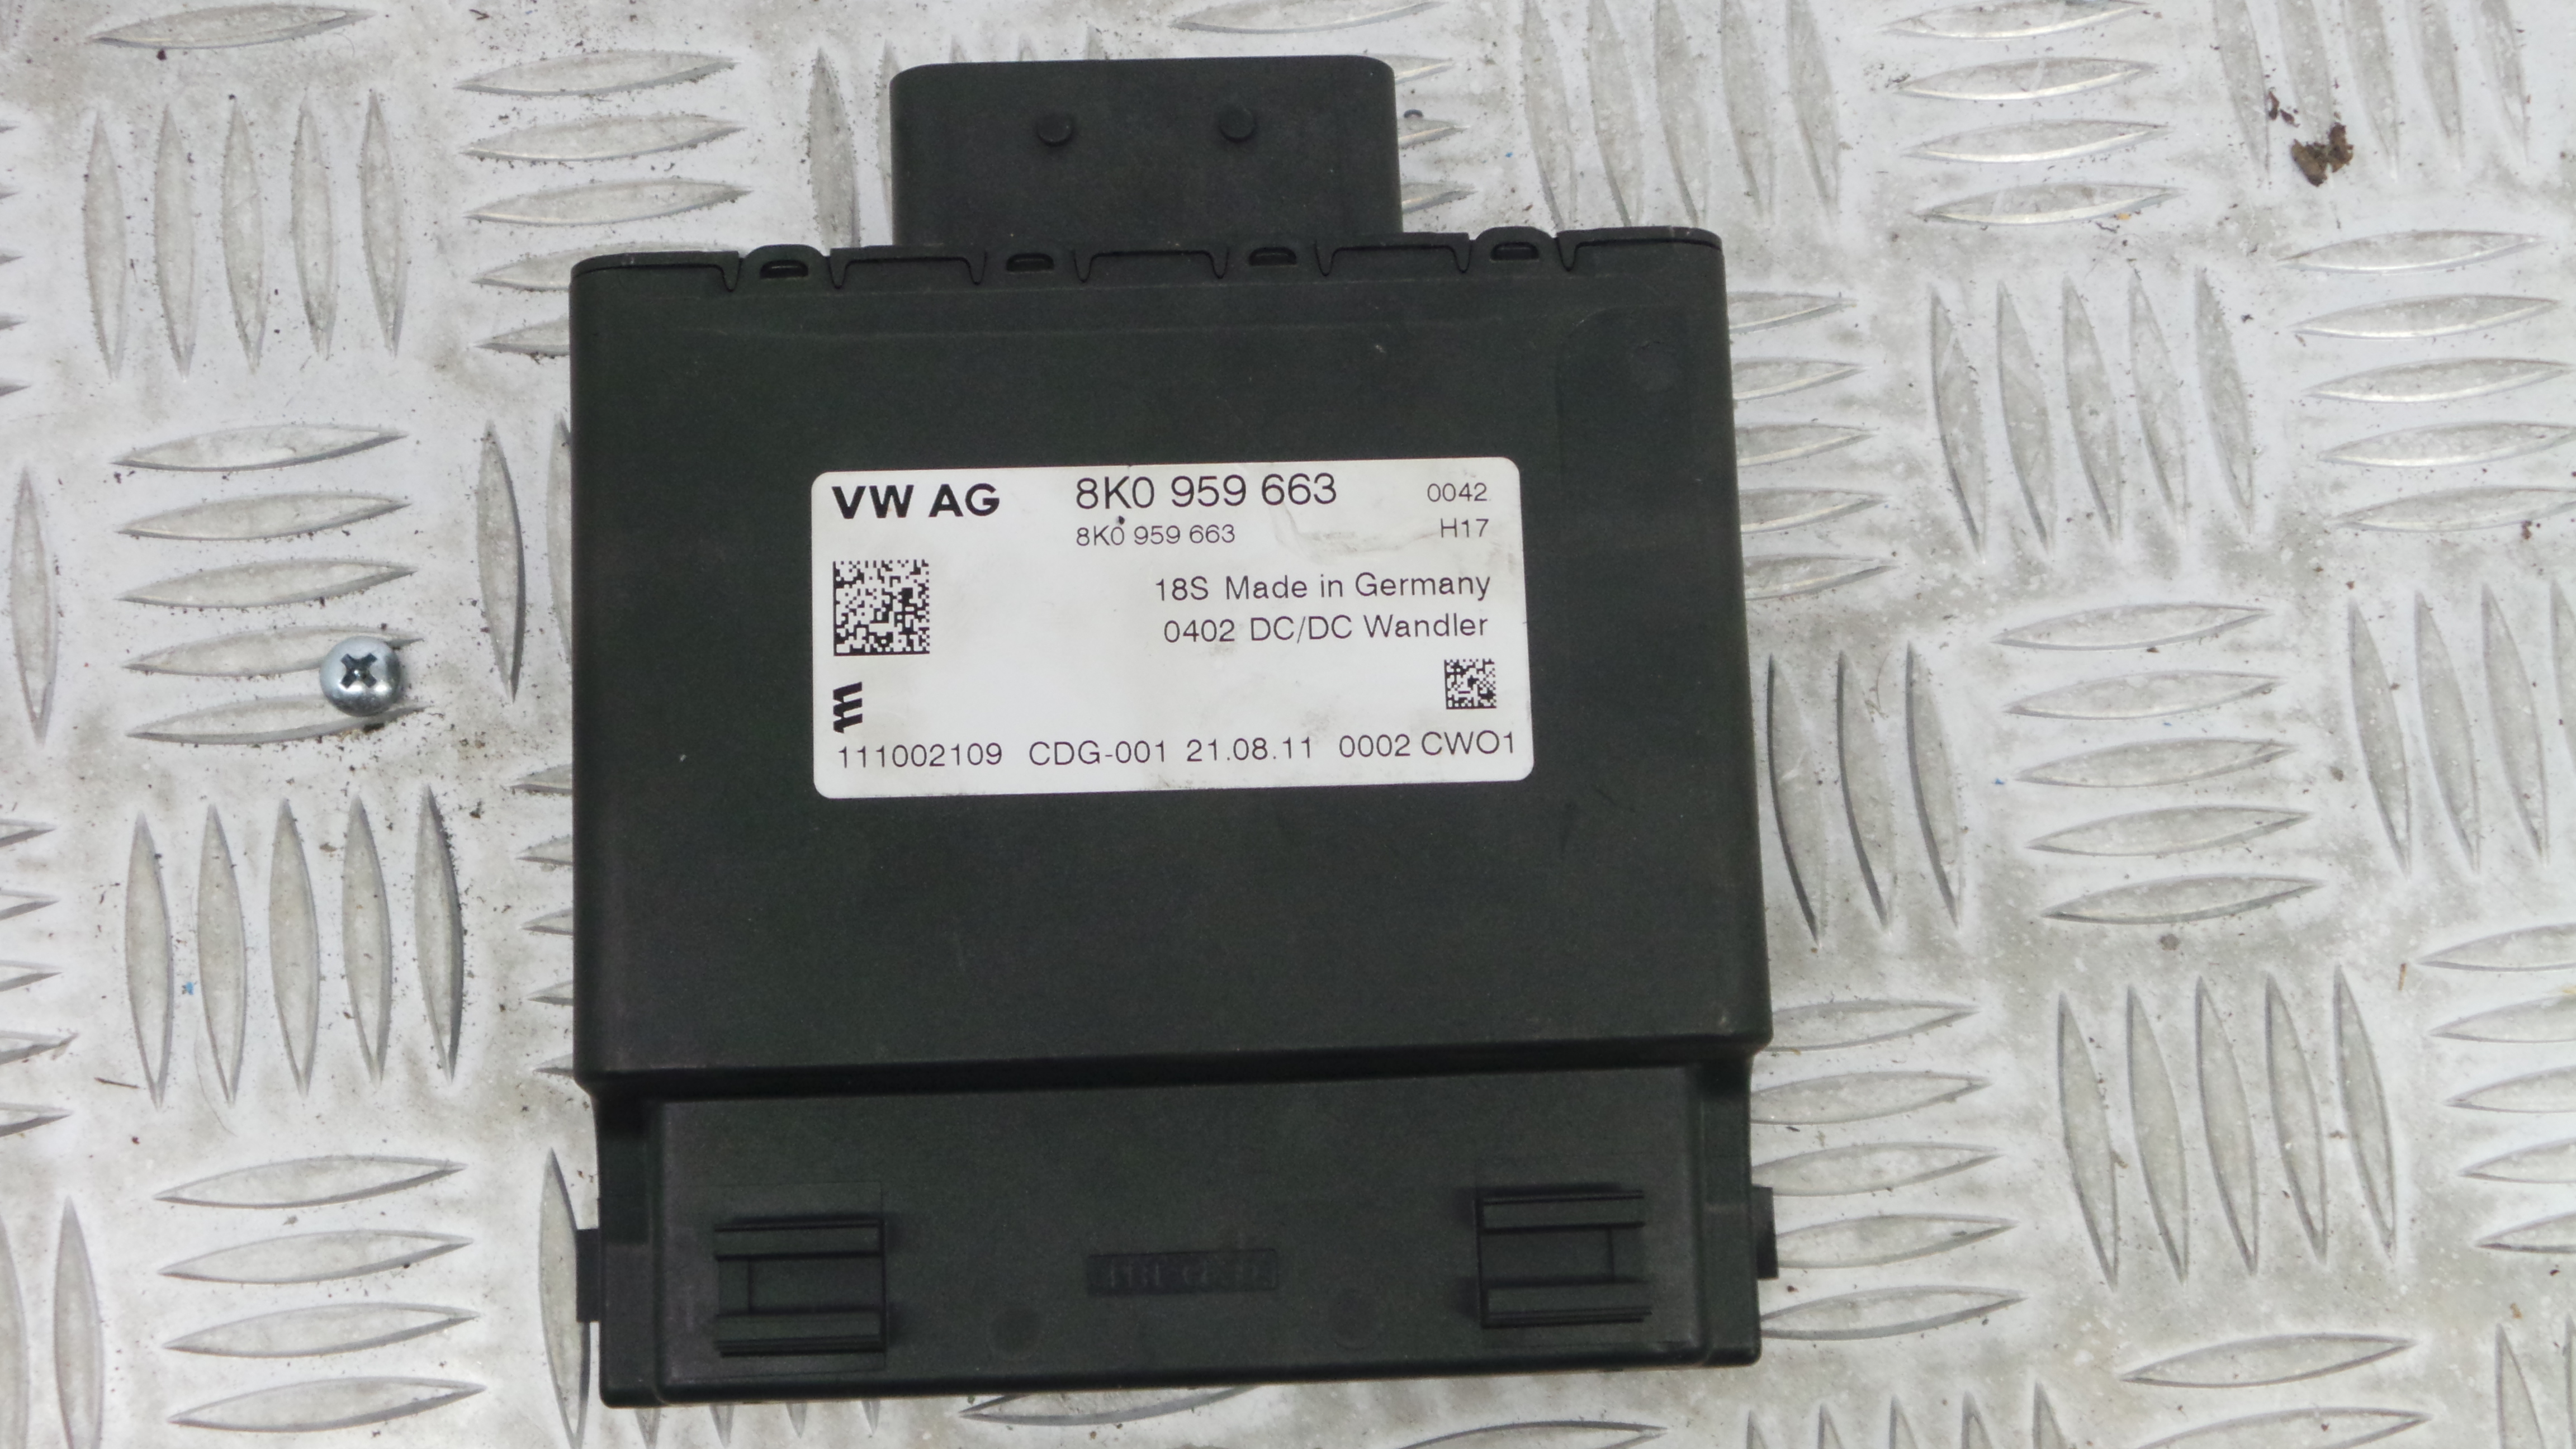 VW AG 8K0 959 663 0042
8K0 959 663 H17
18S Made in Germany
0402 DC/DC Wandler
111002109 CDG-001 21.08.11 0002 CWO1